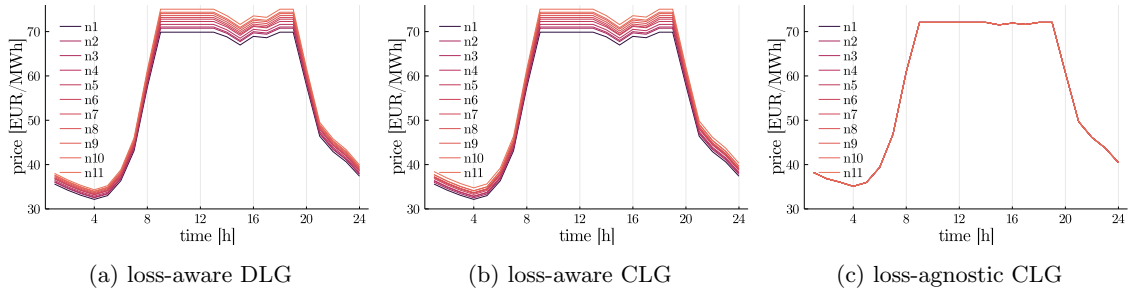 price [EUR/MWh]
70
60
50
40
30
n1
n2
n3
n4
n5
n6
n7
n8
n9
n10
n11
4
8
12
16
20
24
time [h]
(a) loss-aware DLG
price [EUR/MWh]
70
60
50
40
30
n1
n2
n3
n4
n5
n6
n7
n8
n9
n10
n11
4
8
12
16
20
24
time [h]
(b) loss-aware CLG
price [EUR/MWh]
70
60
50
40
30
n1
n2
n3
n4
n5
n6
n7
n8
n9
n10
n11
4
8
12
16
20
24
time [h]
(c) loss-agnostic CLG